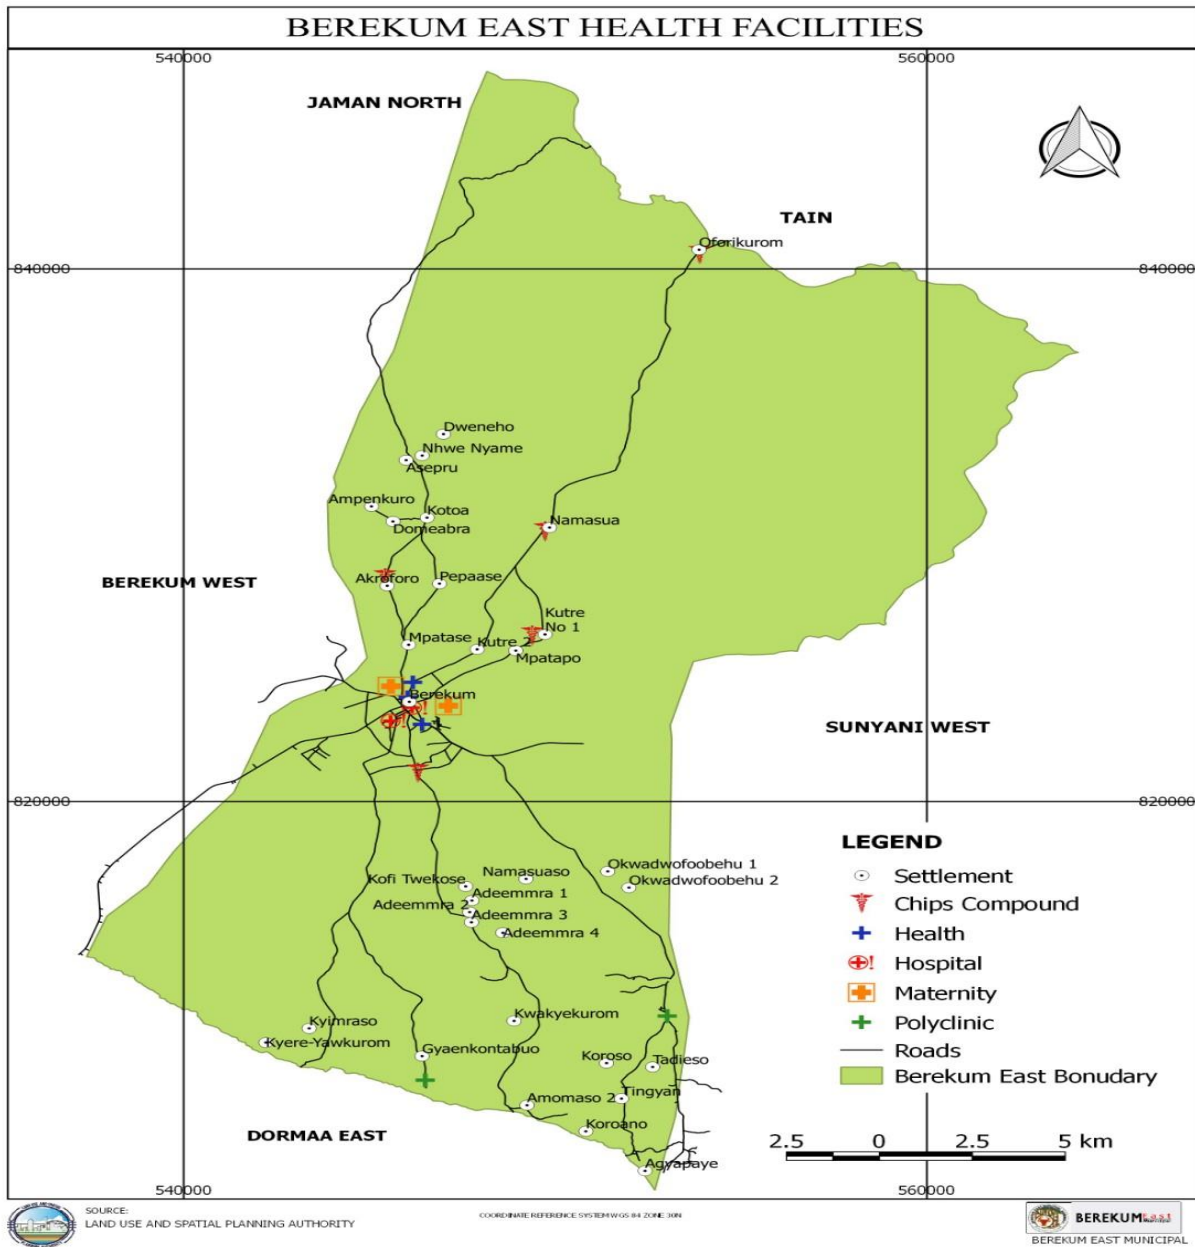 BEREKUM EAST HEALTH FACILITIES
540000
560000
JAMAN NORTH
TAIN
Oforikurom
840000
840000
Dweneho
Nhwe Nyame
Asepru
Ampenkuro
Kotoa
Domeabra
Namasua
BEREKUM WEST
Akroforo
Pepaase
Kutre
No 1
Mpatase
Kutre 2
Mpatapo
Berekum
SUNYANI WEST
820000
820000
LEGEND
Settlement
Chips Compound
Health
Hospital
Maternity
Polyclinic
Roads
Berekum East Bonudary
Okwadwofoobehu 1
Namasuaso
Kofi Twekose
Okwadwofoobehu 2
Adeemmra 1
Adeemmra 2
Adeemmra 3
Adeemmra 4
Kwakyekurom
Kyimraso
Kyere-Yawkurom
Gyaenkontabuo
Koroso
Tadieso
Amomaso 2
Tingyan
Koroano
DORMAA EAST
2.5 0 2.5 5 km
Agyapaye
540000
560000
SOURCE:
LAND USE AND SPATIAL PLANNING AUTHORITY
COORDINATE REFERENCE SYSTEM WGS 84 ZONE 30N
BEREKUM East
BEREKUM EAST MUNICIPAL